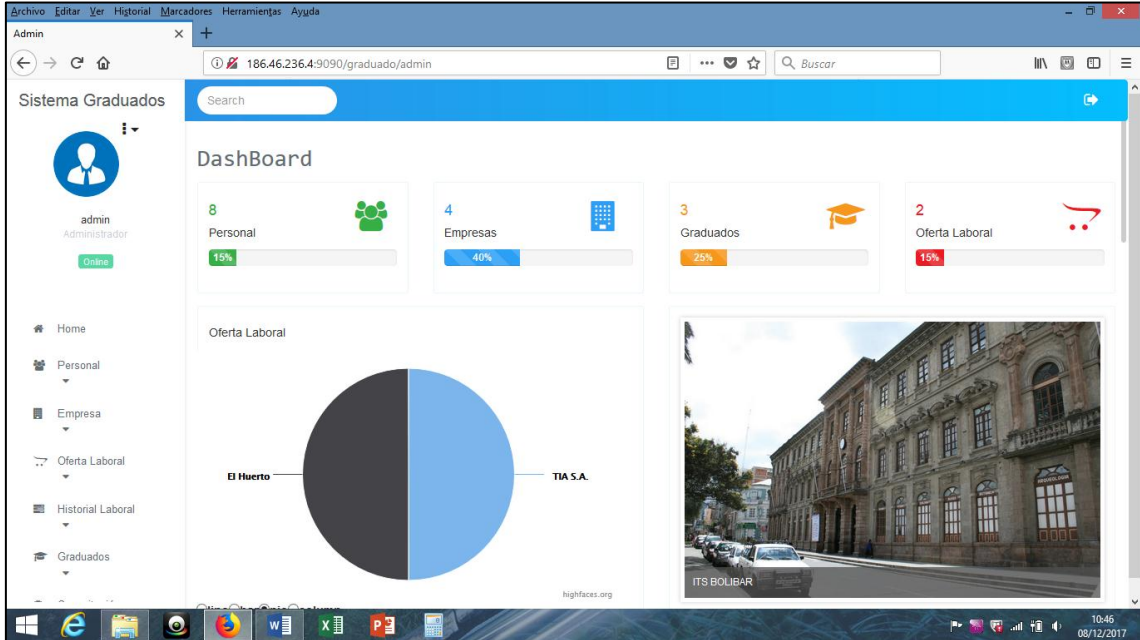 Archivo Editar Ver Historial Marcadores Herramientas Ayuda
Admin
186.46.236.4:9090/graduado/admin
Buscar
Sistema Graduados
Search
admin
Administrador
Online
Home
Personal
Empresa
Oferta Laboral
Historial Laboral
Graduados
DashBoard
8
Personal
15%
4
Empresas
40%
3
Graduados
25%
2
Oferta Laboral
15%
Oferta Laboral
El Huerto
TIA S.A.
highfaces.org
ITS BOLIBAR
10:46
08/12/2017